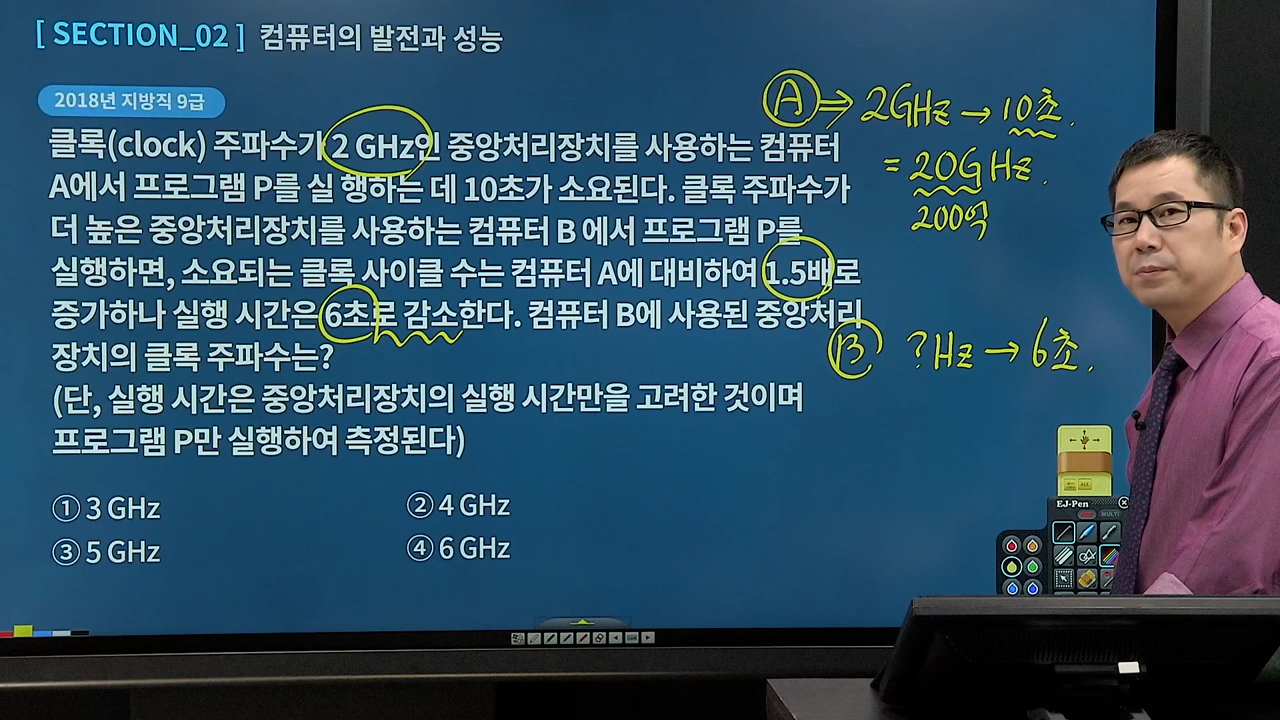 [ SECTION_02 ] 컴퓨터의 발전과 성능
2018년 지방직 9급
클록(clock) 주파수가 2 GHz인 중앙처리장치를 사용하는 컴퓨터
A에서 프로그램 P를 실 행하는 데 10초가 소요된다. 클록 주파수가
더 높은 중앙처리장치를 사용하는 컴퓨터 B 에서 프로그램 P를
실행하면, 소요되는 클록 사이클 수는 컴퓨터 A에 대비하여 1.5배로
증가하나 실행 시간은 6초로 감소한다. 컴퓨터 B에 사용된 중앙처리
장치의 클록 주파수는?
(단, 실행 시간은 중앙처리장치의 실행 시간만을 고려한 것이며
프로그램 P만 실행하여 측정된다)
① 3 GHz ② 4 GHz
③ 5 GHz ④ 6 GHz
A ⇒ 2GHz → 10초.
= 20GHz.
200억
B ?Hz → 6초.
EJ-Pen
MULTI
ALL